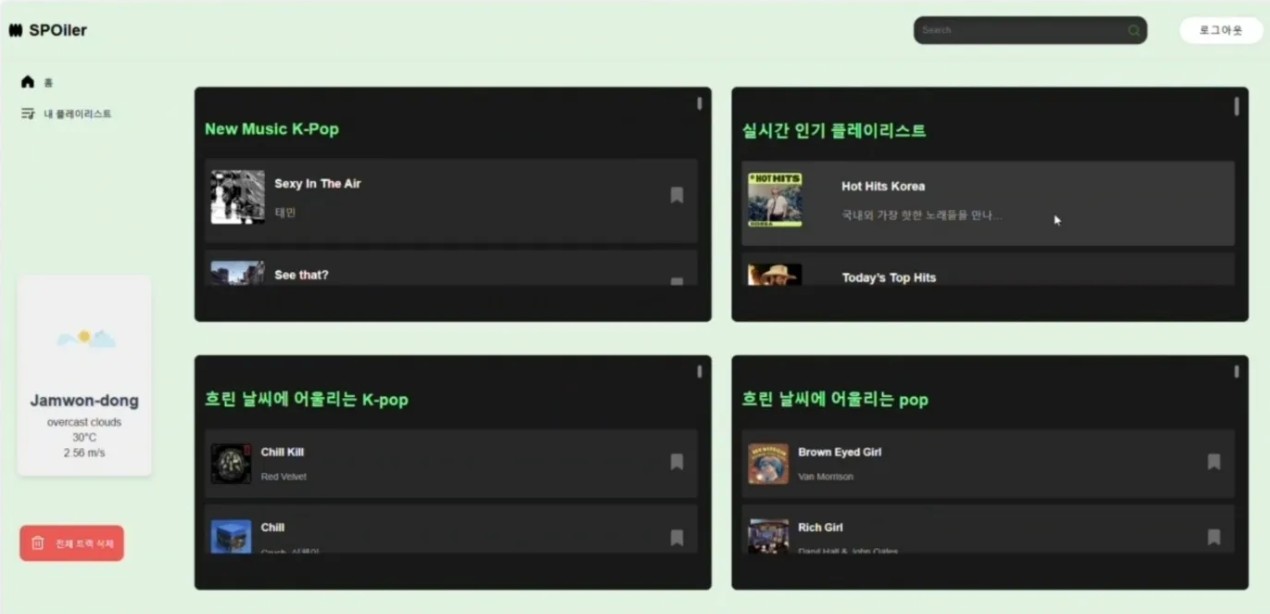 SPOiler
Search
로그아웃
홈
내 플레이리스트
New Music K-Pop
Sexy In The Air
태민
See that?
실시간 인기 플레이리스트
HOT HITS
KOREA
Hot Hits Korea
국내외 가장 핫한 노래들을 만나...
Today's Top Hits
Jamwon-dong
overcast clouds
30°C
2.56 m/s
전체 트랙 삭제
흐린 날씨에 어울리는 K-pop
Chill Kill
Red Velvet
Chill
흐린 날씨에 어울리는 pop
Brown Eyed Girl
Van Morrison
Rich Girl
Daryl Hall & John Oates